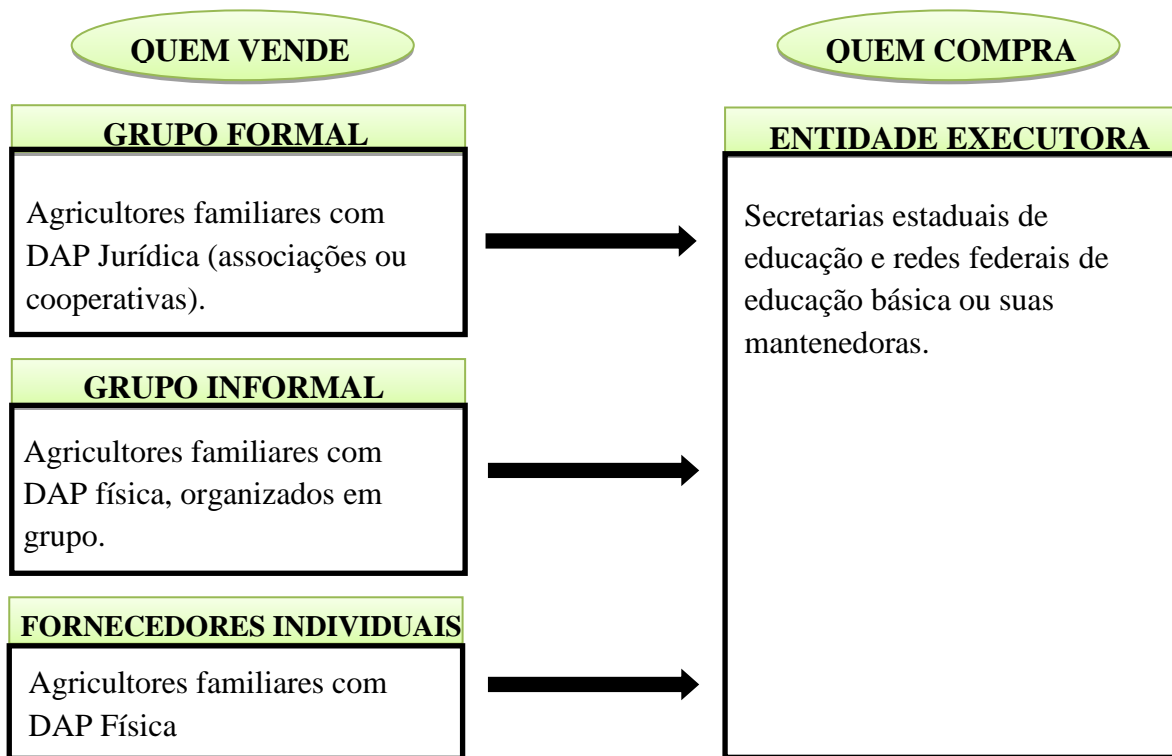 QUEM VENDE
QUEM COMPRA
GRUPO FORMAL
Agricultores familiares com
DAP Jurídica (associações ou
cooperativas).
GRUPO INFORMAL
Agricultores familiares com
DAP física, organizados em
grupo.
FORNECEDORES INDIVIDUAIS
Agricultores familiares com
DAP Física
ENTIDADE EXECUTORA
Secretarias estaduais de
educação e redes federais de
educação básica ou suas
mantenedoras.